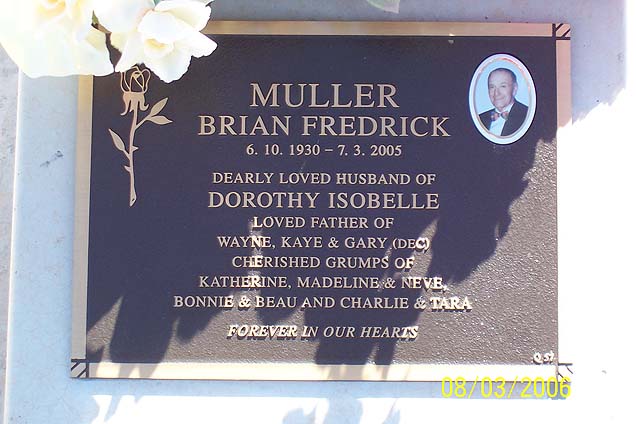 MULLER
BRIAN FREDRICK
6. 10. 1930 – 7. 3. 2005
DEARLY LOVED HUSBAND OF
DOROTHY ISOBELLE
LOVED FATHER OF
WAYNE, KAYE & GARY (DEC)
CHERISHED GRUMPS OF
KATHERINE, MADELINE & NEVE,
BONNIE & BEAU AND CHARLIE & TARA
FOREVER IN OUR HEARTS
08/03/2006